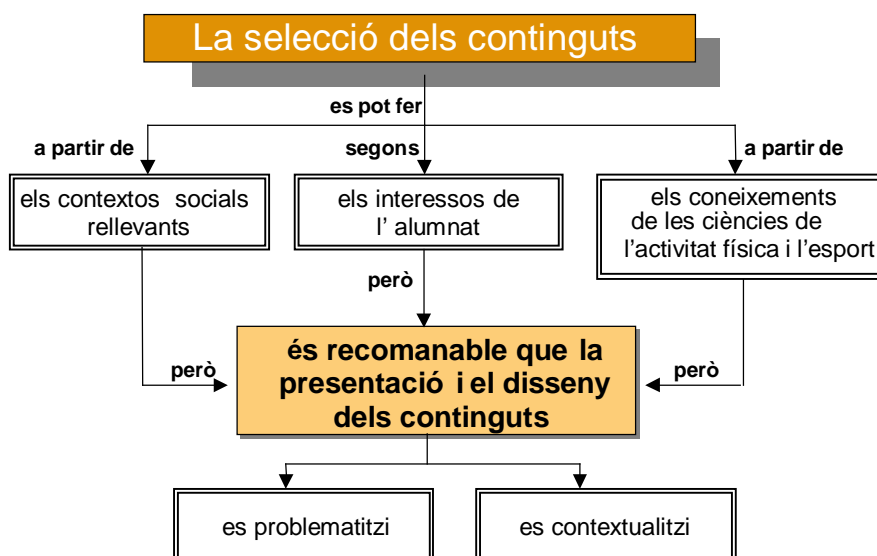 La selecció dels continguts
es pot fer
a partir de
segons
a partir de
els contextos socials
rellevants
els interessos de
l' alumnat
els coneixements
de les ciències de
l'activitat física i l'esport
però
però
però
és recomanable que la
presentació i el disseny
dels continguts
es problematitzi
es contextualitzi